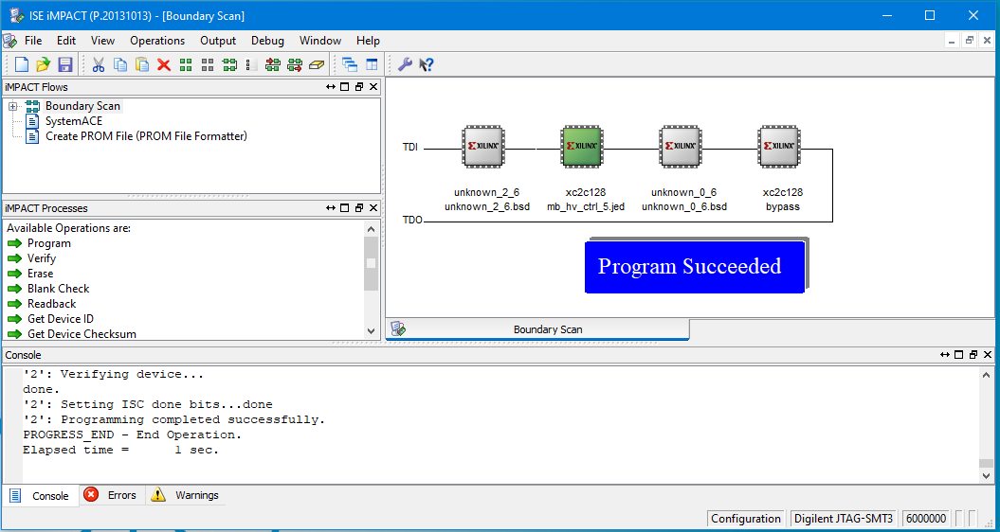 ISE iMPACT (P.20131013) - [Boundary Scan]
File Edit View Operations Output Debug Window Help
iMPACT Flows
Boundary Scan
SystemACE
Create PROM File (PROM File Formatter)
iMPACT Processes
Available Operations are:
Program
Verify
Erase
Blank Check
Readback
Get Device ID
Get Device Checksum
TDI
XILINX XILINX XILINX XILINX
unknown_2_6 xc2c128 unknown_0_6 xc2c128
unknown_2_6.bsd mb_hv_ctrl_5.jed unknown_0_6.bsd bypass
TDO
Program Succeeded
Boundary Scan
Console
'2': Verifying device...
done.
'2': Setting ISC done bits...done
'2': Programming completed successfully.
PROGRESS_END - End Operation.
Elapsed time = 1 sec.
Console Errors Warnings
Configuration Digilent JTAG-SMT3 6000000